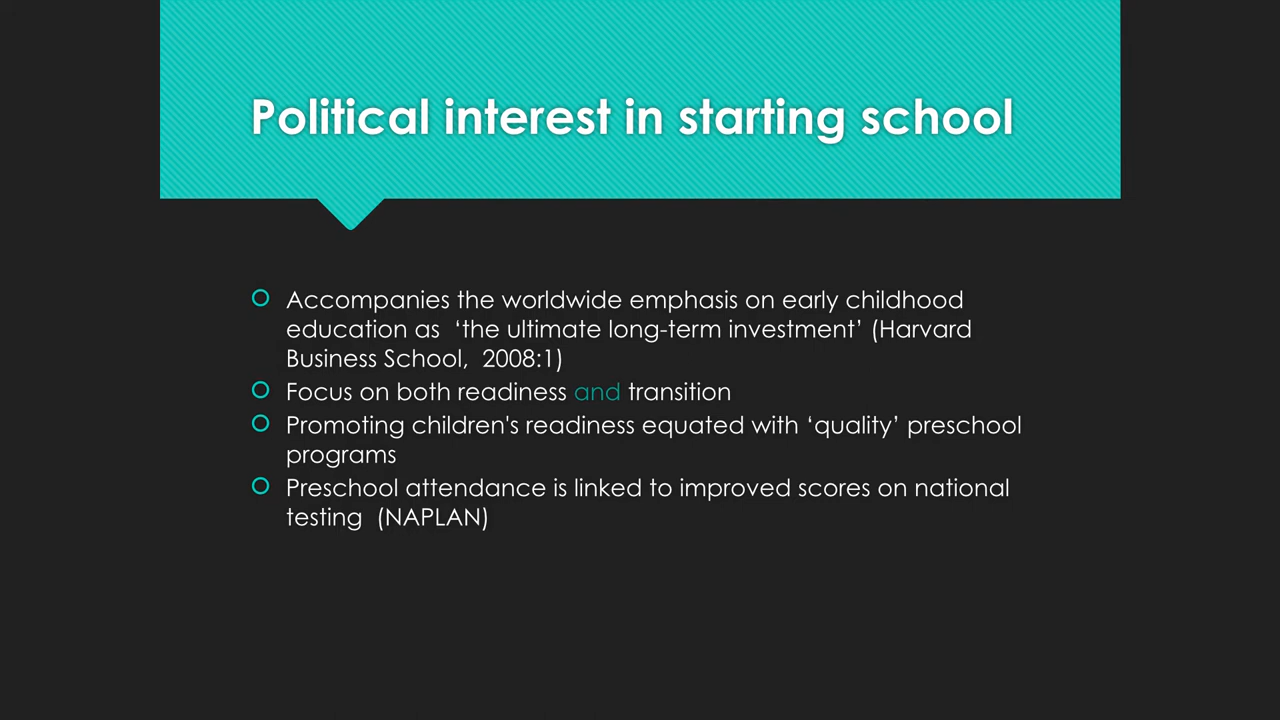 Political interest in starting school
Accompanies the worldwide emphasis on early childhood
education as  ‘the ultimate long-term investment’ (Harvard
Business School,  2008:1)
Focus on both readiness and transition
Promoting children's readiness equated with ‘quality’ preschool
programs
Preschool attendance is linked to improved scores on national
testing  (NAPLAN)